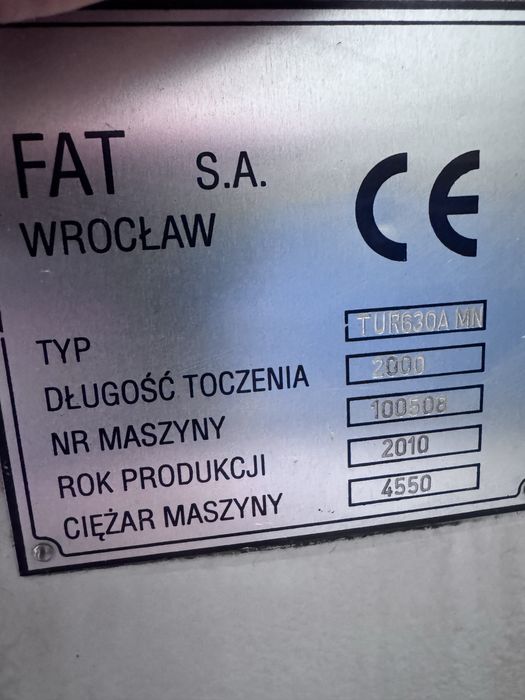 FAT S.A.
WROCŁAW
CE
TYP TUR630A MN
DŁUGOŚĆ TOCZENIA 2000
NR MASZYNY 100508
ROK PRODUKCJI 2010
CIĘŻAR MASZYNY 4550